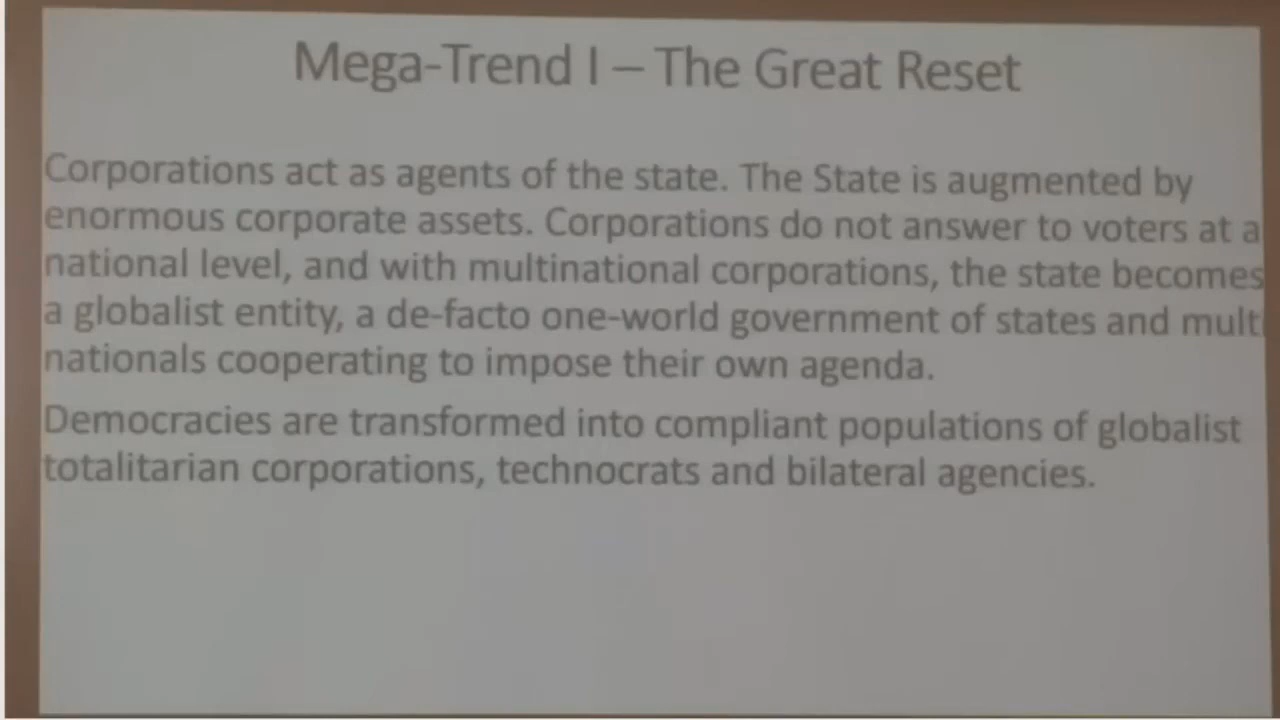 Mega-Trend I – The Great Reset
Corporations act as agents of the state. The State is augmented by
enormous corporate assets. Corporations do not answer to voters at a
national level, and with multinational corporations, the state becomes
a globalist entity, a de-facto one-world government of states and multi
nationals cooperating to impose their own agenda.
Democracies are transformed into compliant populations of globalist
totalitarian corporations, technocrats and bilateral agencies.